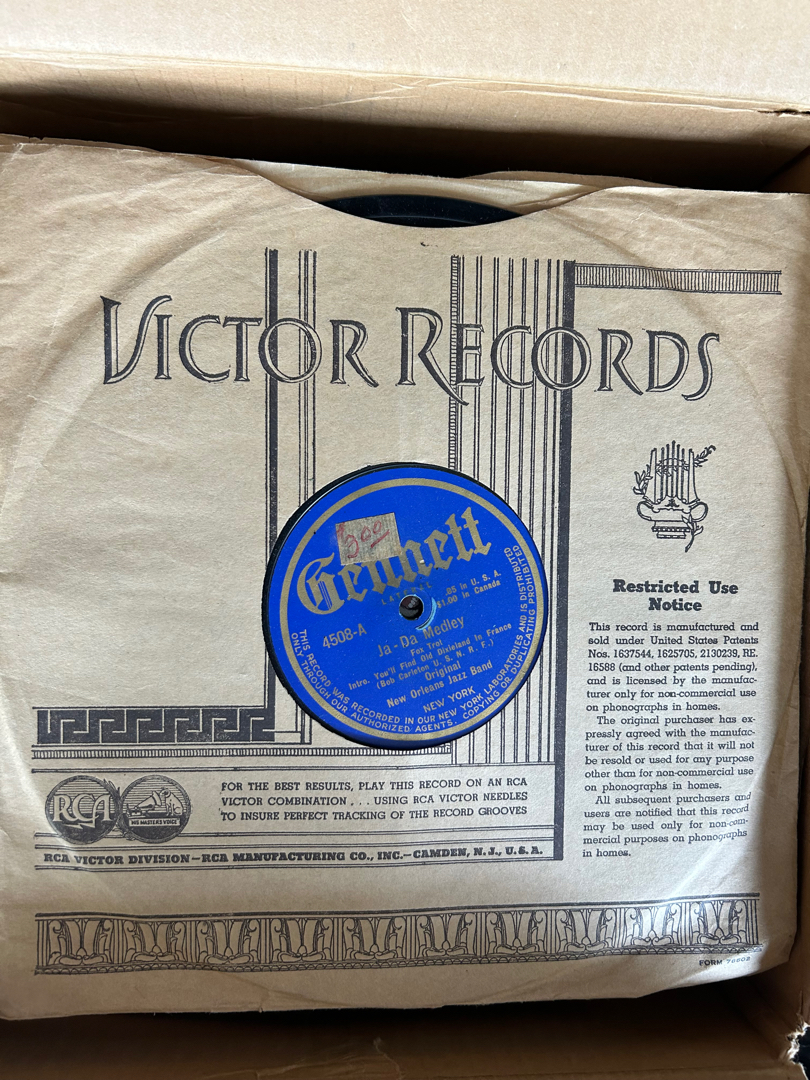 VICTOR RECORDS
5.00
Gennett
LATERAL
.85 in U. S. A.
$1.00 in Canada
4508-A
Ja-Da Medley
Fox Trot
Intro. You'll Find Old Dixieland in France
(Bob Carleton U. S. N. R. F.)
Original
New Orleans Jazz Band
NEW YORK
THIS RECORD WAS RECORDED IN OUR NEW YORK LABORATORIES AND IS DISTRIBUTED
ONLY THROUGH OUR AUTHORIZED AGENTS. COPYING OR DUPLICATING PROHIBITED
Restricted Use
Notice
This record is manufactured and
sold under United States Patents
Nos. 1637544, 1625705, 2130239, RE.
16588 (and other patents pending),
and is licensed by the manufac-
turer only for non-commercial use
on phonographs in homes.
The original purchaser has ex-
pressly agreed with the manufac-
turer of this record that it will not
be resold or used for any purpose
other than for non-commercial use
on phonographs in homes.
All subsequent purchasers and
users are notified that this record
may be used only for non-com-
mercial purposes on phonographs
in homes.
RCA
HIS MASTER'S VOICE
FOR THE BEST RESULTS, PLAY THIS RECORD ON AN RCA
VICTOR COMBINATION . . . USING RCA VICTOR NEEDLES
TO INSURE PERFECT TRACKING OF THE RECORD GROOVES
RCA VICTOR DIVISION—RCA MANUFACTURING CO., INC.—CAMDEN, N. J., U. S. A.
FORM